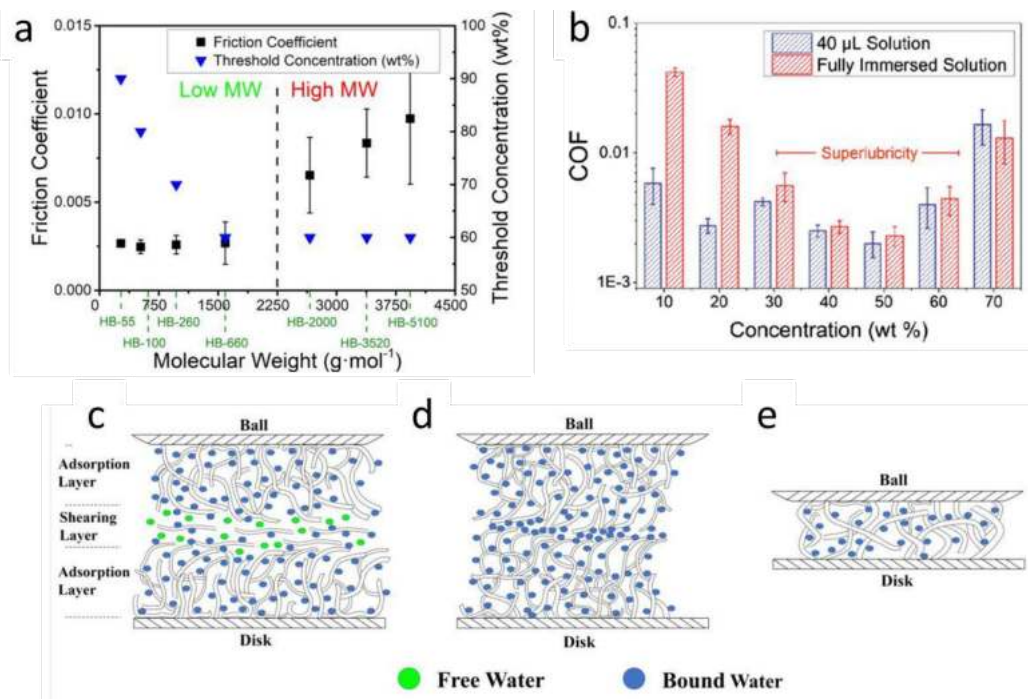 a
0.015
0.010
0.005
0.000
Friction Coefficient
Friction Coefficient
Threshold Concentration (wt%)
Low MW
High MW
100
90
80
70
60
50
Threshold Concentration (wt%)
0
750
1500
2250
3000
3750
4500
HB-55
HB-260
HB-2000
HB-5100
HB-100
HB-660
HB-3520
Molecular Weight (g·mol⁻¹)
b
0.1
0.01
1E-3
COF
40 µL Solution
Fully Immersed Solution
Superlubricity
10
20
30
40
50
60
70
Concentration (wt %)
c
Ball
Adsorption
Layer
Shearing
Layer
Adsorption
Layer
Disk
d
Ball
Disk
e
Ball
Disk
Free Water
Bound Water